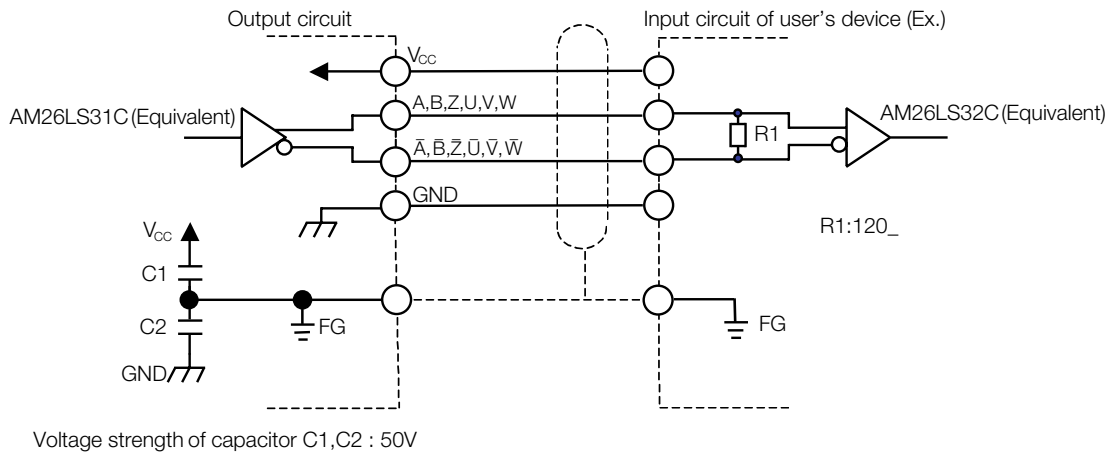 Output circuit
Input circuit of user's device (Ex.)
VCC
A,B,Z,U,V,W
AM26LS31C(Equivalent)
AM26LS32C(Equivalent)
R1
A̅,B̅,Z̅,U̅,V̅,W̅
GND
R1:120_
VCC
C1
C2
FG
FG
GND
Voltage strength of capacitor C1,C2 : 50V